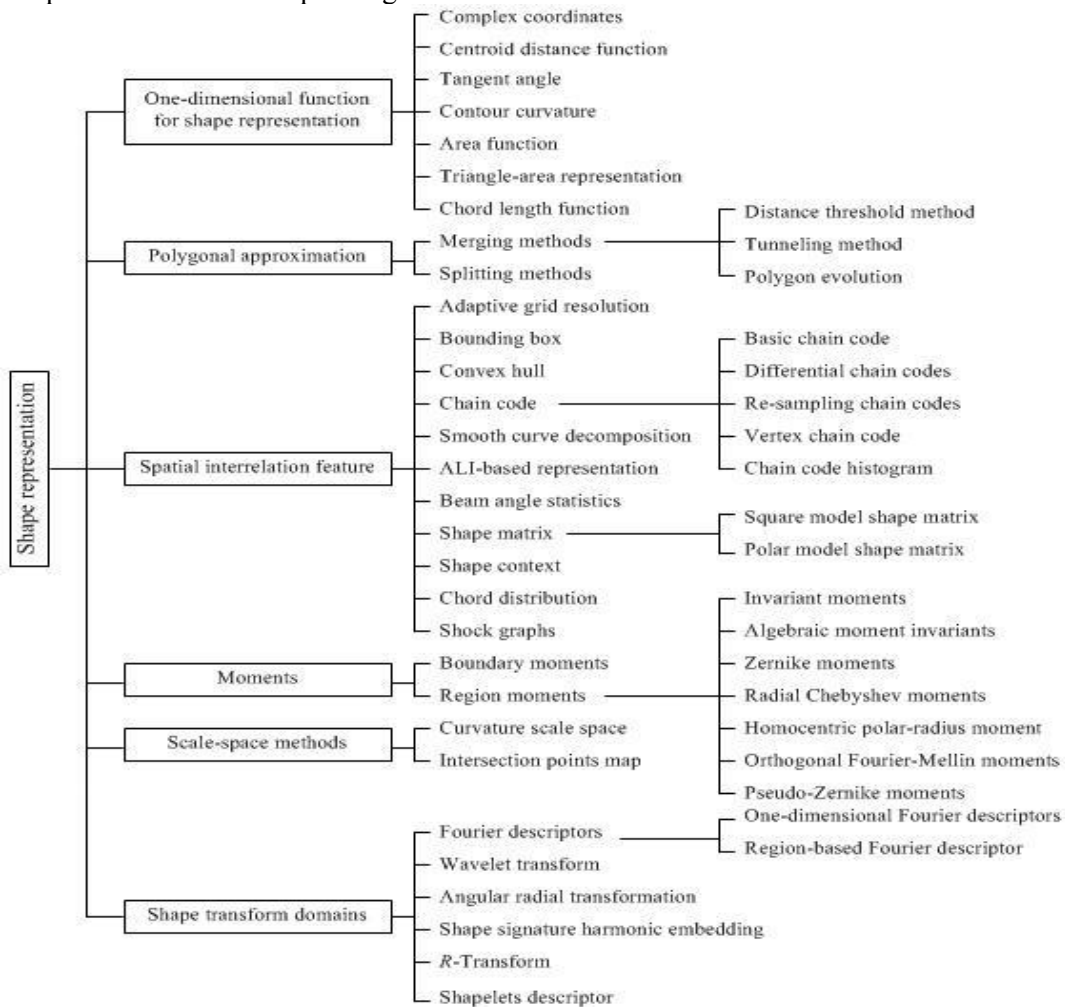 Complex coordinates
Centroid distance function
Tangent angle
One-dimensional function
for shape representation
Contour curvature
Area function
Triangle-area representation
Chord length function
Polygonal approximation
Merging methods
Splitting methods
Distance threshold method
Tunneling method
Polygon evolution
Shape representation
Spatial interrelation feature
Adaptive grid resolution
Bounding box
Convex hull
Chain code
Smooth curve decomposition
ALI-based representation
Beam angle statistics
Shape matrix
Shape context
Chord distribution
Shock graphs
Basic chain code
Differential chain codes
Re-sampling chain codes
Vertex chain code
Chain code histogram
Square model shape matrix
Polar model shape matrix
Moments
Boundary moments
Region moments
Invariant moments
Algebraic moment invariants
Zernike moments
Radial Chebyshev moments
Homocentric polar-radius moment
Orthogonal Fourier-Mellin moments
Pseudo-Zernike moments
Scale-space methods
Curvature scale space
Intersection points map
Shape transform domains
Fourier descriptors
Wavelet transform
Angular radial transformation
Shape signature harmonic embedding
R-Transform
Shapelets descriptor
One-dimensional Fourier descriptors
Region-based Fourier descriptor